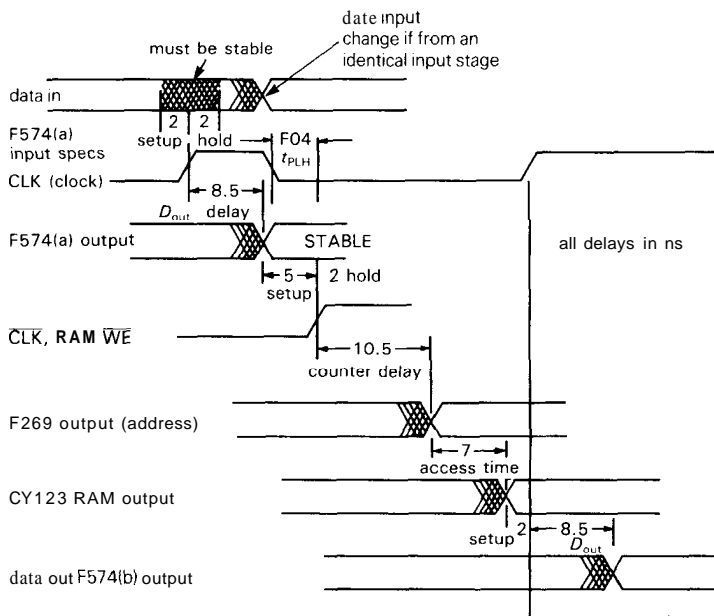 date input
change if from an
identical input stage
must be stable
data in
2 2
setup hold
F04
tPLH
F574(a)
input specs
CLK (clock)
8.5
Dout delay
F574(a) output
STABLE
all delays in ns
5 2 hold
setup
CLK, RAM WE
10.5
counter delay
F269 output (address)
7
access time
CY123 RAM output
setup 2
8.5
Dout
data out F574(b) output